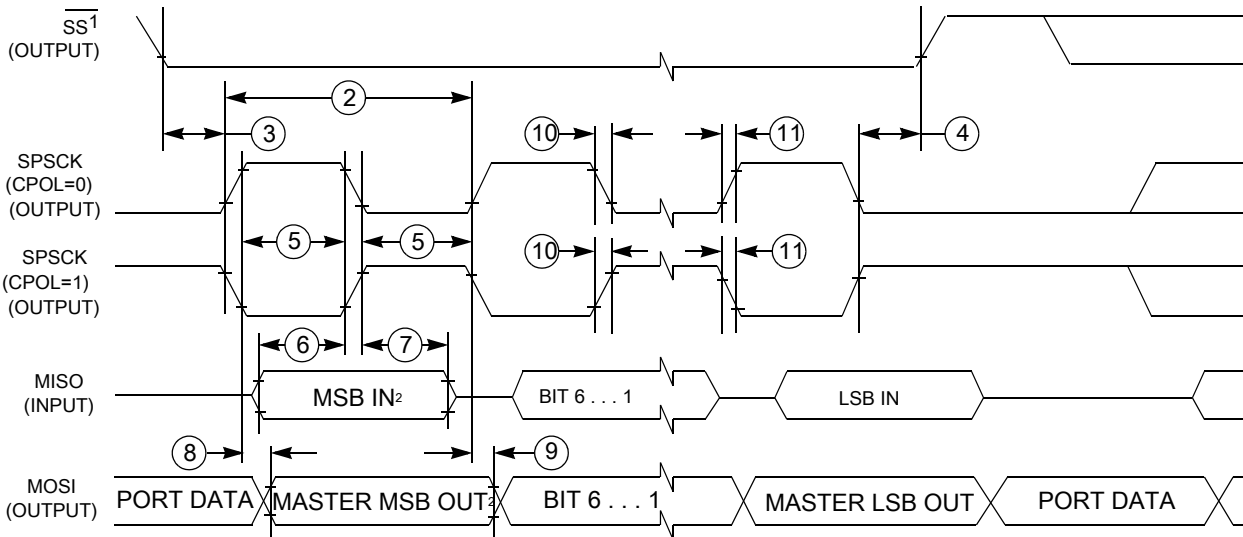 SS1
(OUTPUT)
2
3
10
11
4
SPSCK
(CPOL=0)
(OUTPUT)
5
5
SPSCK
(CPOL=1)
(OUTPUT)
10
11
6
7
MISO
(INPUT)
MSB IN2
BIT 6 . . . 1
LSB IN
8
9
MOSI
(OUTPUT)
PORT DATA
MASTER MSB OUT2
BIT 6 . . . 1
MASTER LSB OUT
PORT DATA